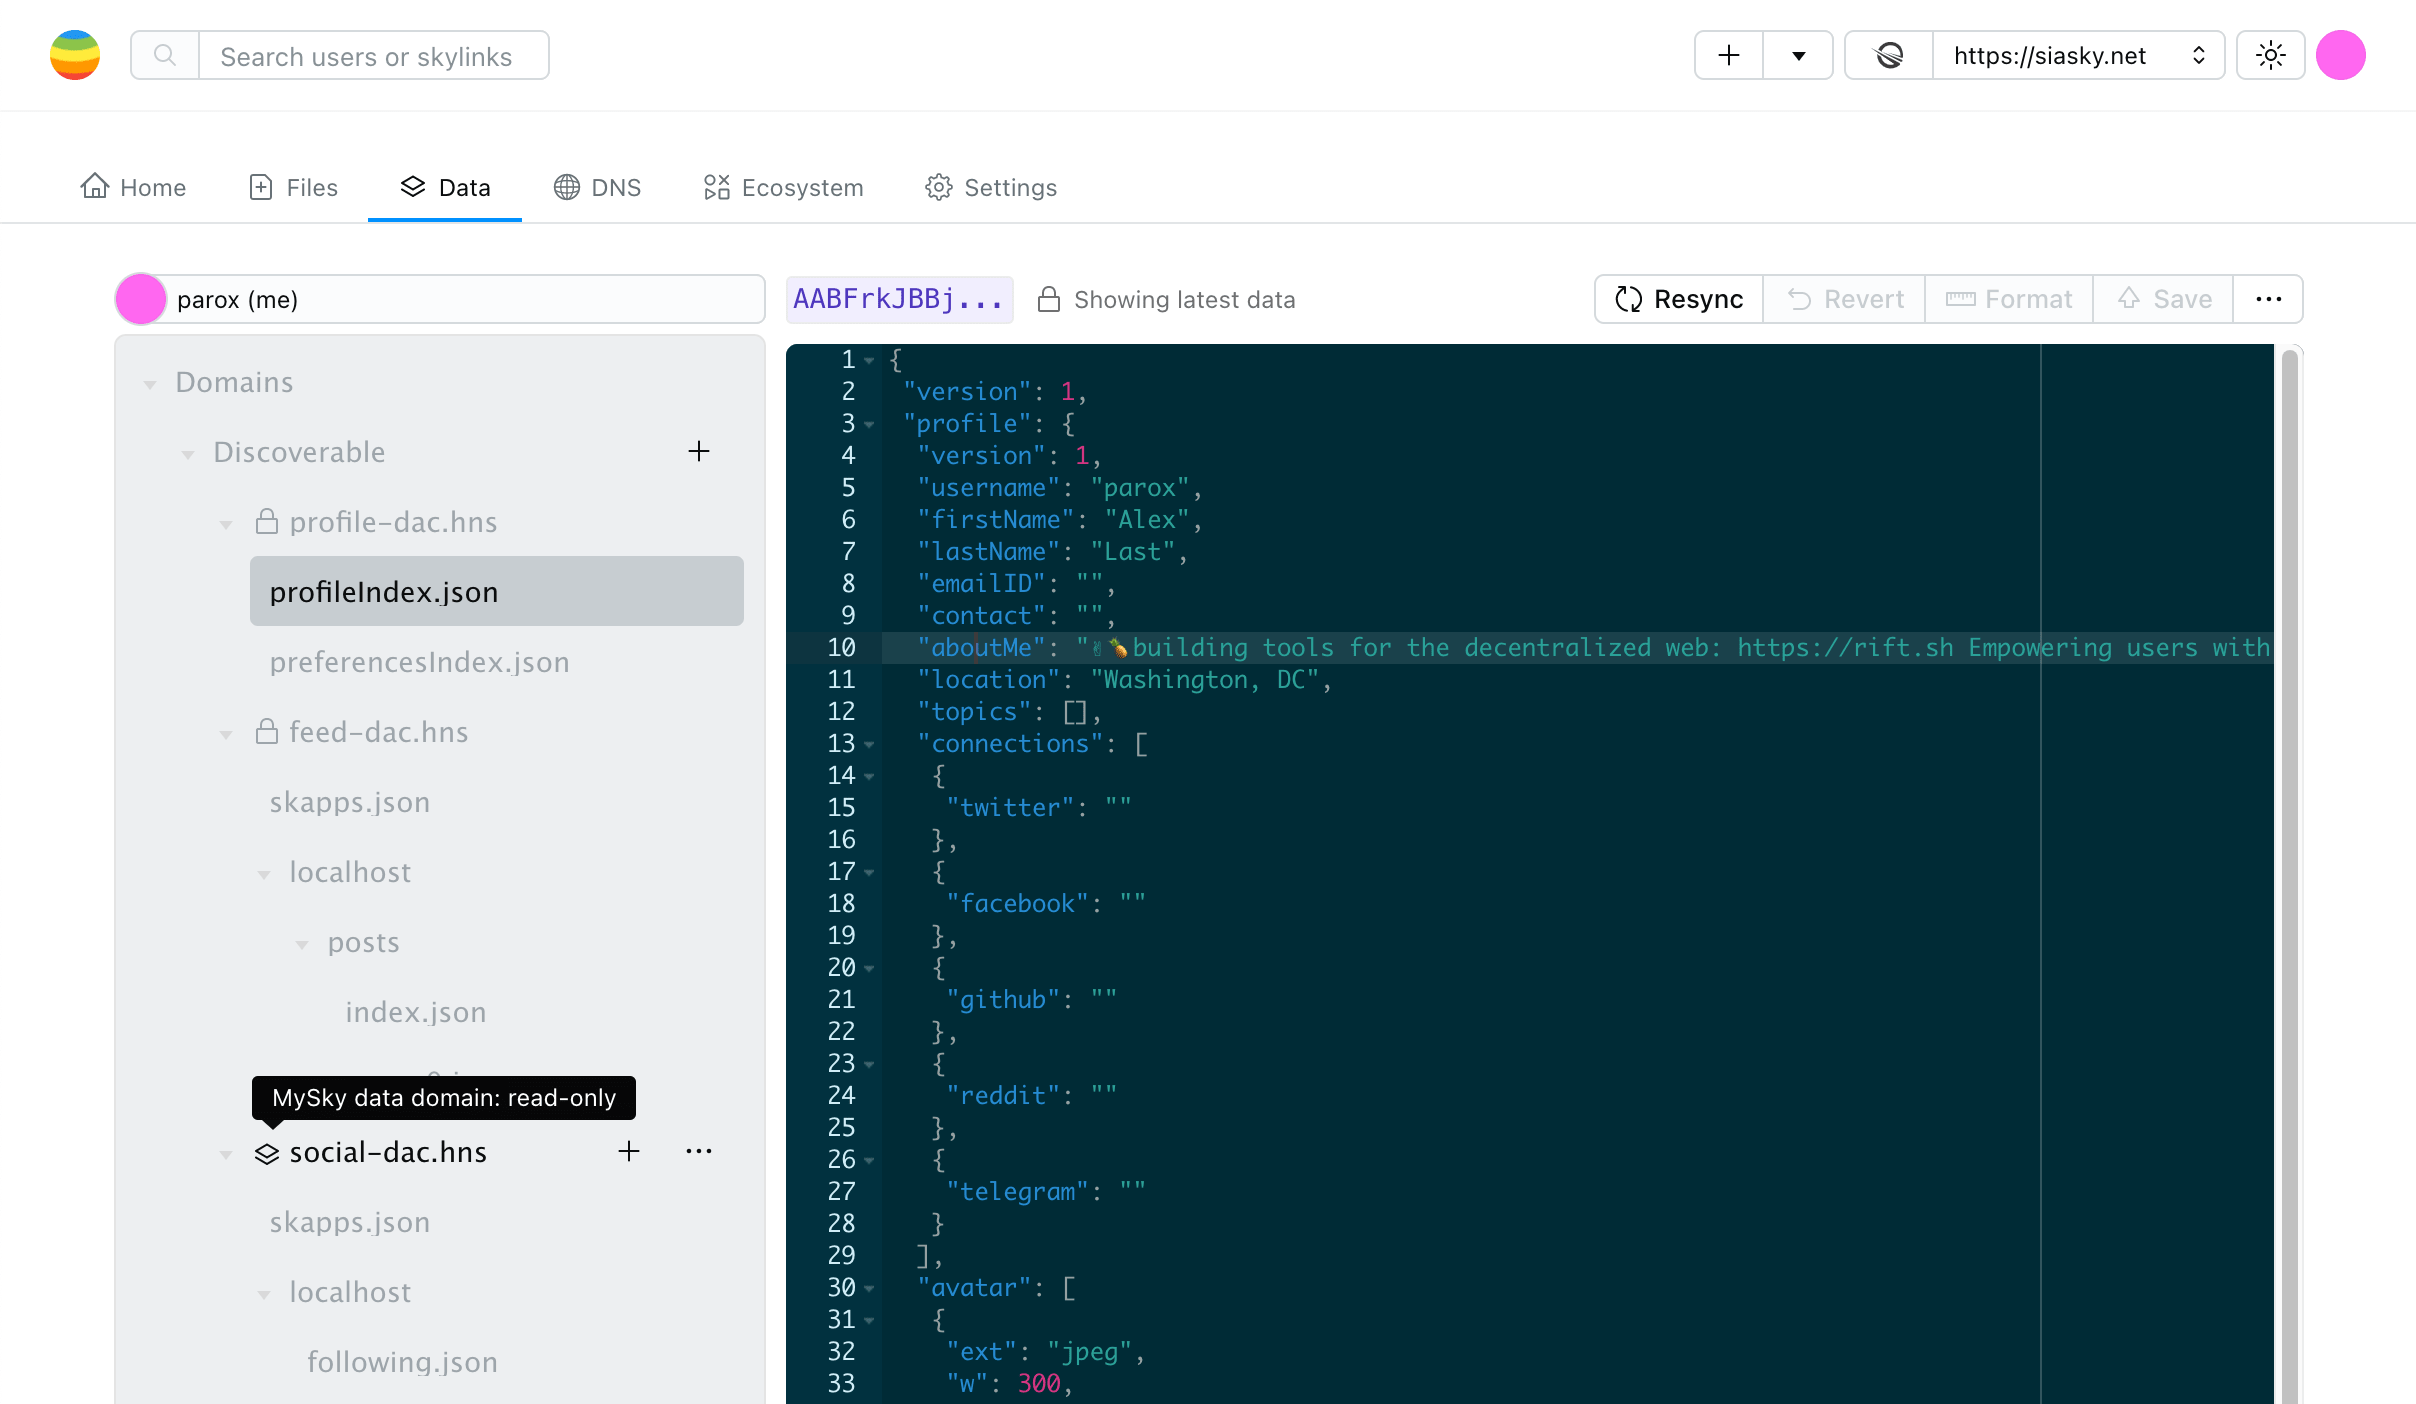 Search users or skylinks
https://siasky.net
Home
Files
Data
DNS
Ecosystem
Settings
parox (me)
AABFrkJBBj...
Showing latest data
Resync
Revert
Format
Save
Domains
Discoverable
profile-dac.hns
profileIndex.json
preferencesIndex.json
feed-dac.hns
skapps.json
localhost
posts
index.json
MySky data domain: read-only
social-dac.hns
skapps.json
localhost
following.json
1 {
2 "version": 1,
3 "profile": {
4 "version": 1,
5 "username": "parox",
6 "firstName": "Alex",
7 "lastName": "Last",
8 "emailID": "",
9 "contact": "",
10 "aboutMe": "✌🍍building tools for the decentralized web: https://rift.sh Empowering users with
11 "location": "Washington, DC",
12 "topics": [],
13 "connections": [
14 {
15 "twitter": ""
16 },
17 {
18 "facebook": ""
19 },
20 {
21 "github": ""
22 },
23 {
24 "reddit": ""
25 },
26 {
27 "telegram": ""
28 }
29 ],
30 "avatar": [
31 {
32 "ext": "jpeg",
33 "w": 300,